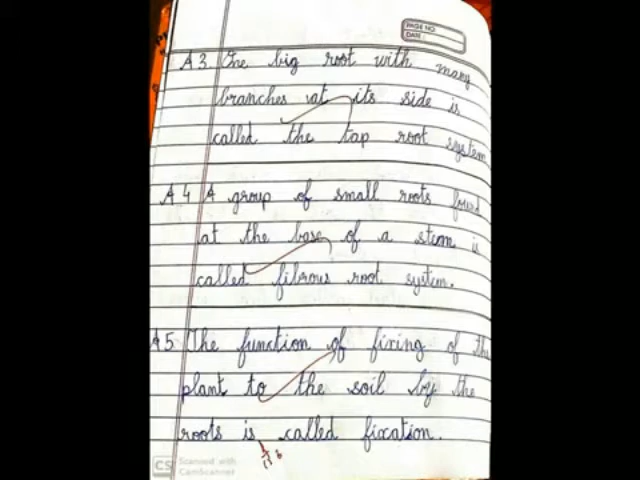 PAGE NO.
DATE:
A 3 One big root with many
branches at its side is
called the tap root system
A 4 A group of small roots found
at the base of a stem is
called fibrous root system.
A 5 The function of fixing of the
plant to the soil by the
roots is called fixation.
CS Scanned with
CamScanner